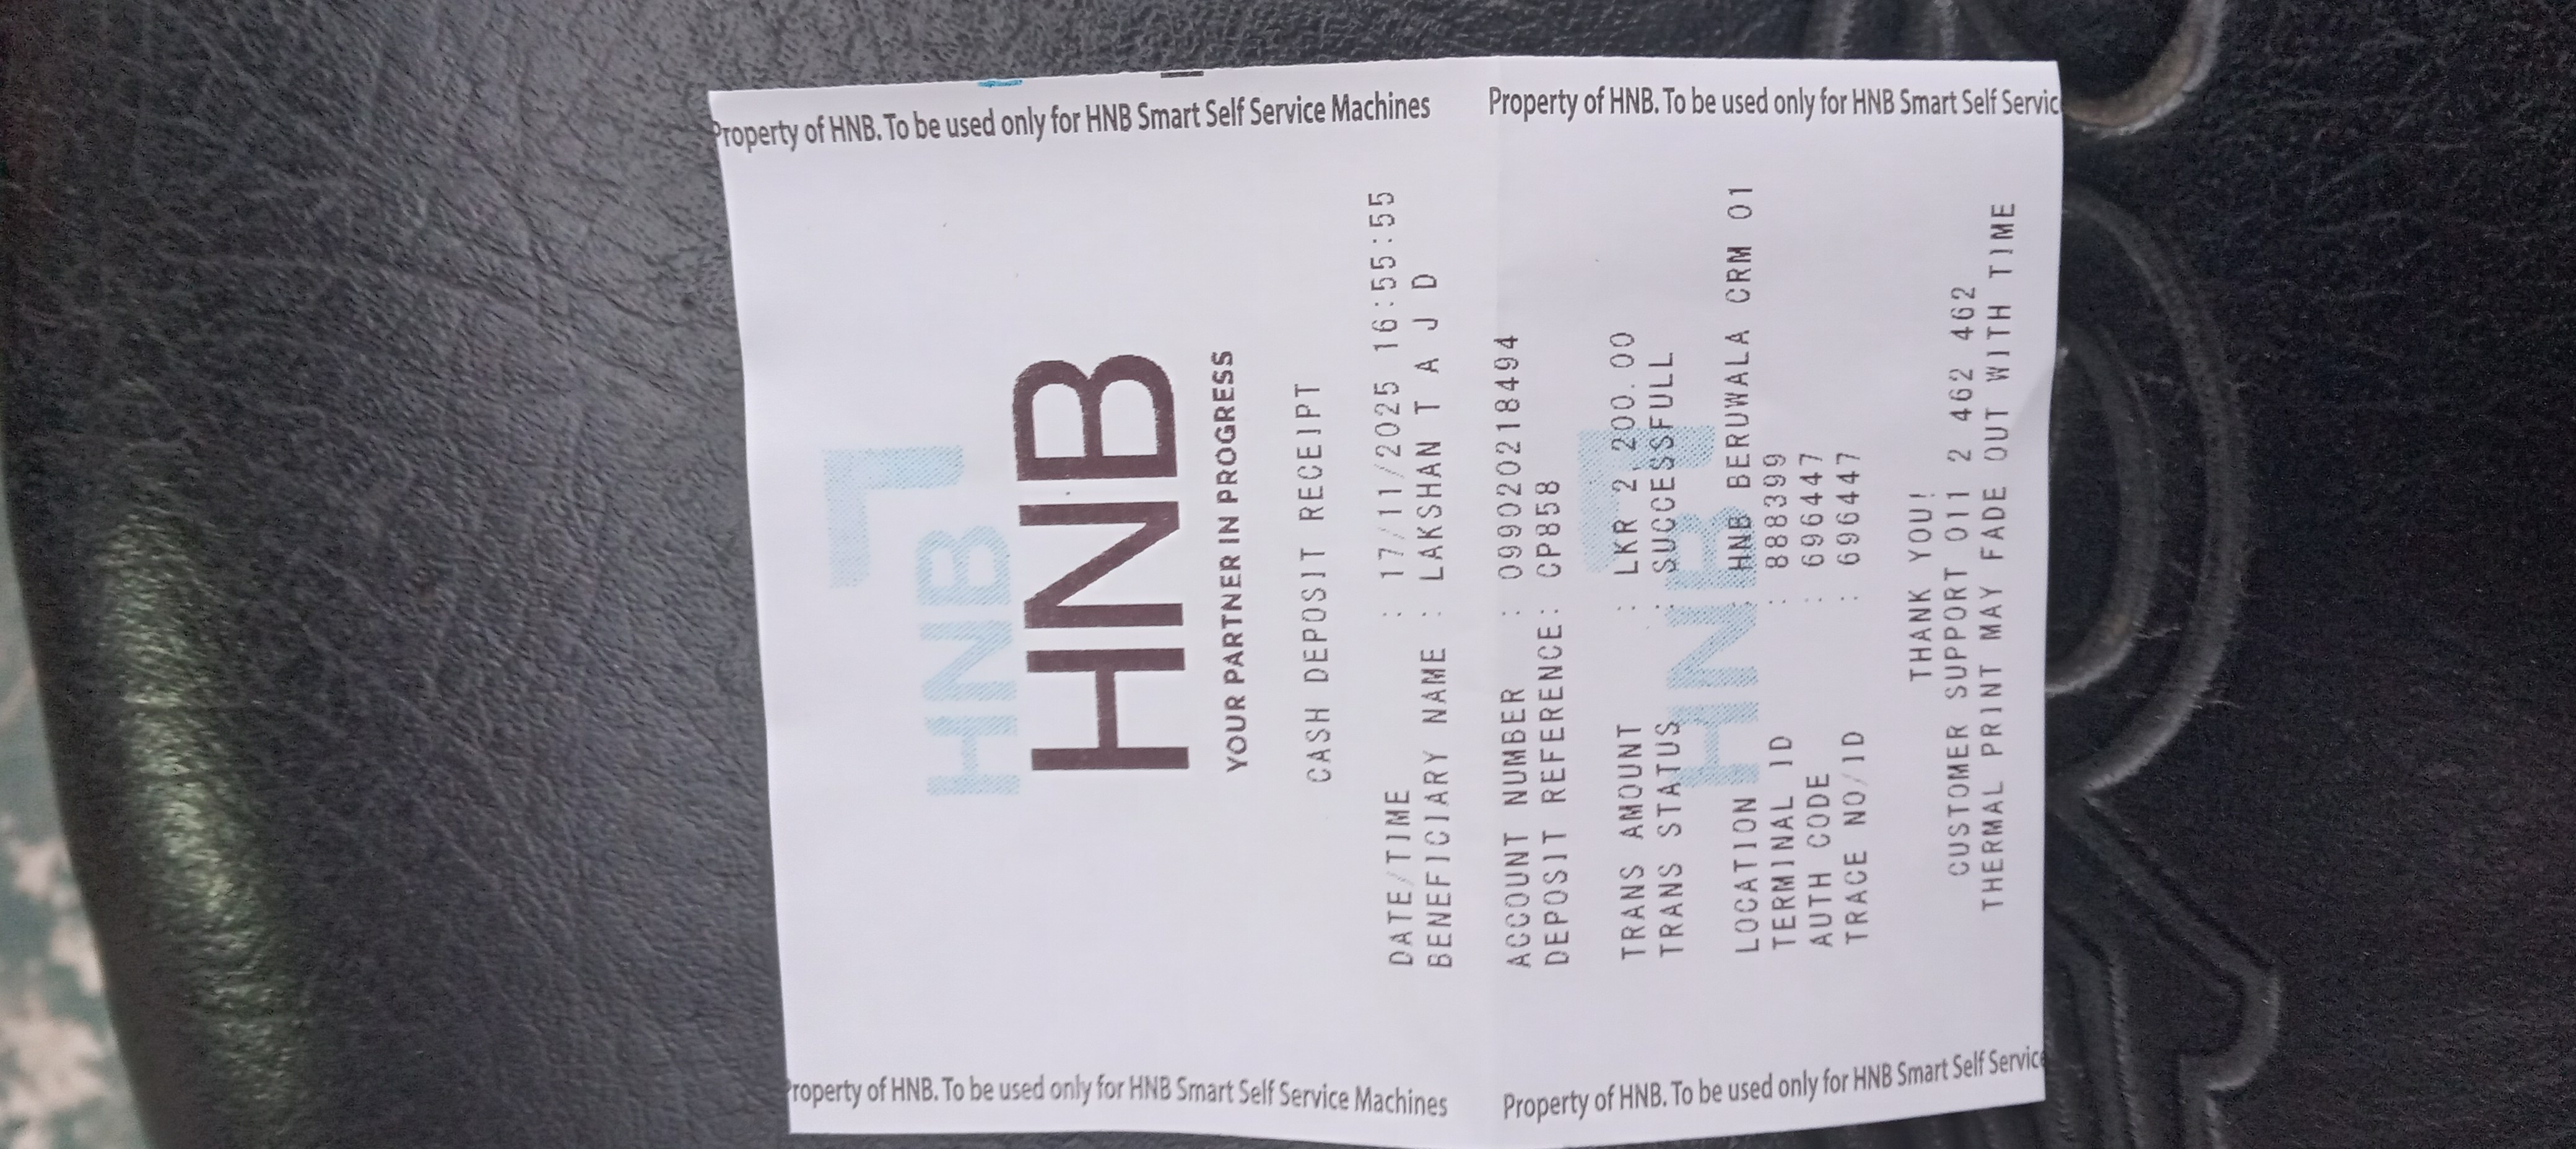 Property of HNB. To be used only for HNB Smart Self Service Machines
Property of HNB. To be used only for HNB Smart Self Servic
HNB
HNB
YOUR PARTNER IN PROGRESS
CASH DEPOSIT RECEIPT
DATE/TIME : 17/11/2025 16:55:55
BENEFICIARY NAME : LAKSHAN T A J D
ACCOUNT NUMBER : 099020218494
DEPOSIT REFERENCE : CP858
TRANS AMOUNT : LKR 2,200.00
TRANS STATUS : SUCCESSFULL
HNB
LOCATION : HNB BERUWALA CRM 01
TERMINAL ID : 888399
AUTH CODE : 696447
TRACE NO/ID : 696447
THANK YOU!
CUSTOMER SUPPORT 011 2 462 462
THERMAL PRINT MAY FADE OUT WITH TIME
Property of HNB. To be used only for HNB Smart Self Service Machines
Property of HNB. To be used only for HNB Smart Self Service